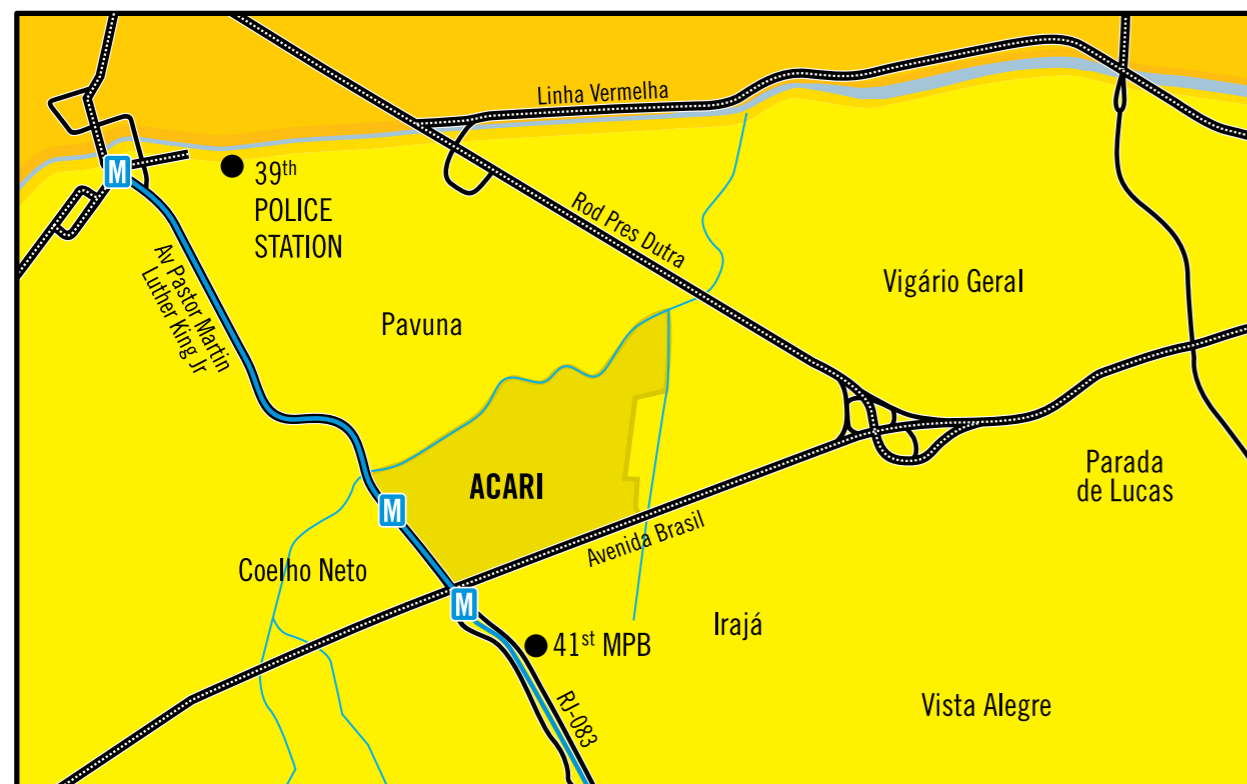 Linha Vermelha
M
39th
POLICE
STATION
Rod Pres Dutra
Av Pastor Martin
Luther King Jr
Vigário Geral
Pavuna
ACARI
M
Parada
de Lucas
Avenida Brasil
Coelho Neto
M
Irajá
41st MPB
RJ-083
Vista Alegre